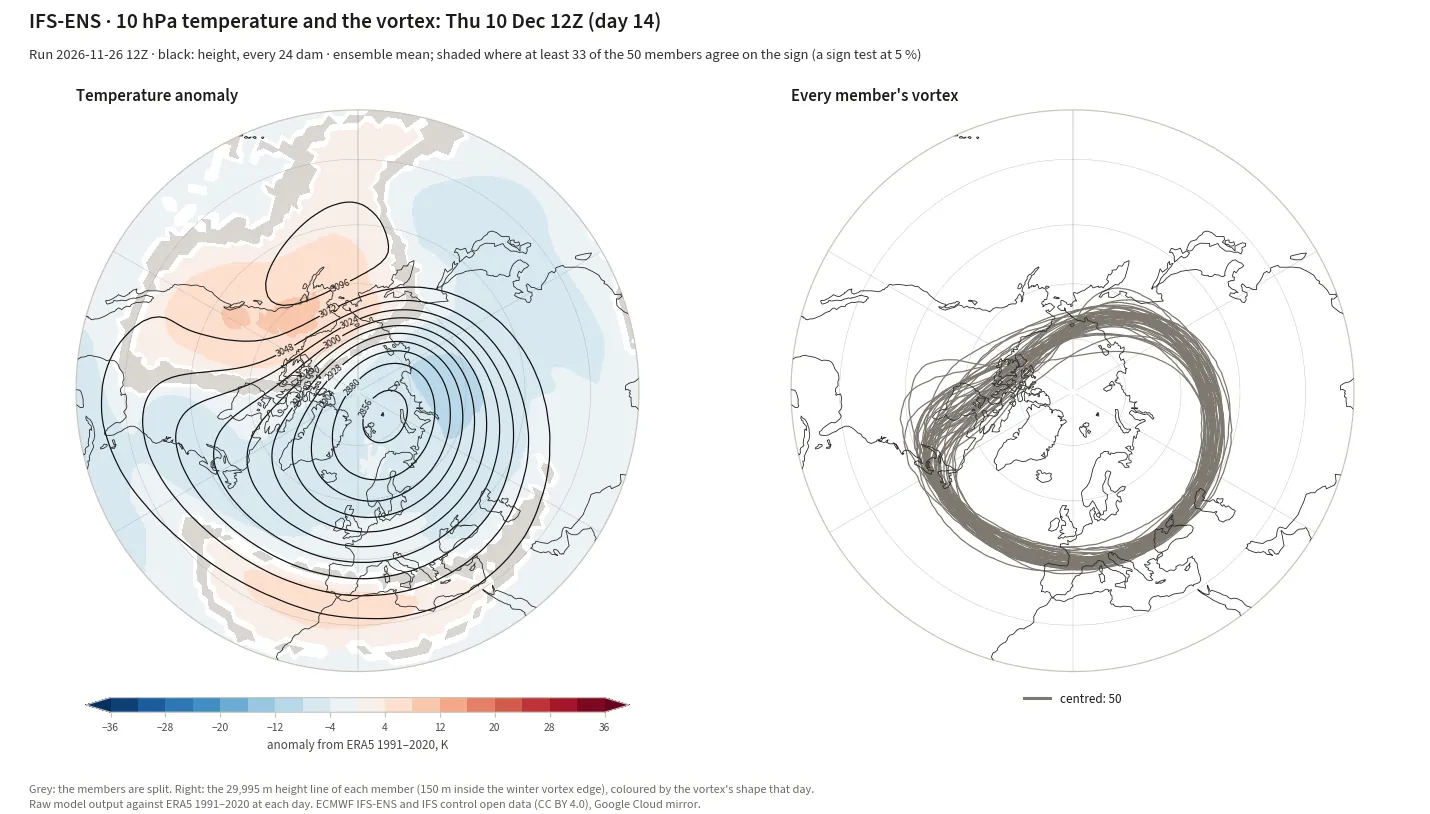 IFS-ENS · 10 hPa temperature and the vortex: Thu 10 Dec 12Z (day 14)
Run 2026-11-26 12Z · black: height, every 24 dam · ensemble mean; shaded where at least 33 of the 50 members agree on the sign (a sign test at 5 %)
Temperature anomaly
Every member's vortex
3096
3024
3048
3000
2928
2880
2856
centred: 50
−36 −28 −20 −12 −4 4 12 20 28 36
anomaly from ERA5 1991–2020, K
Grey: the members are split. Right: the 29,995 m height line of each member (150 m inside the winter vortex edge), coloured by the vortex's shape that day.
Raw model output against ERA5 1991–2020 at each day. ECMWF IFS-ENS and IFS control open data (CC BY 4.0), Google Cloud mirror.